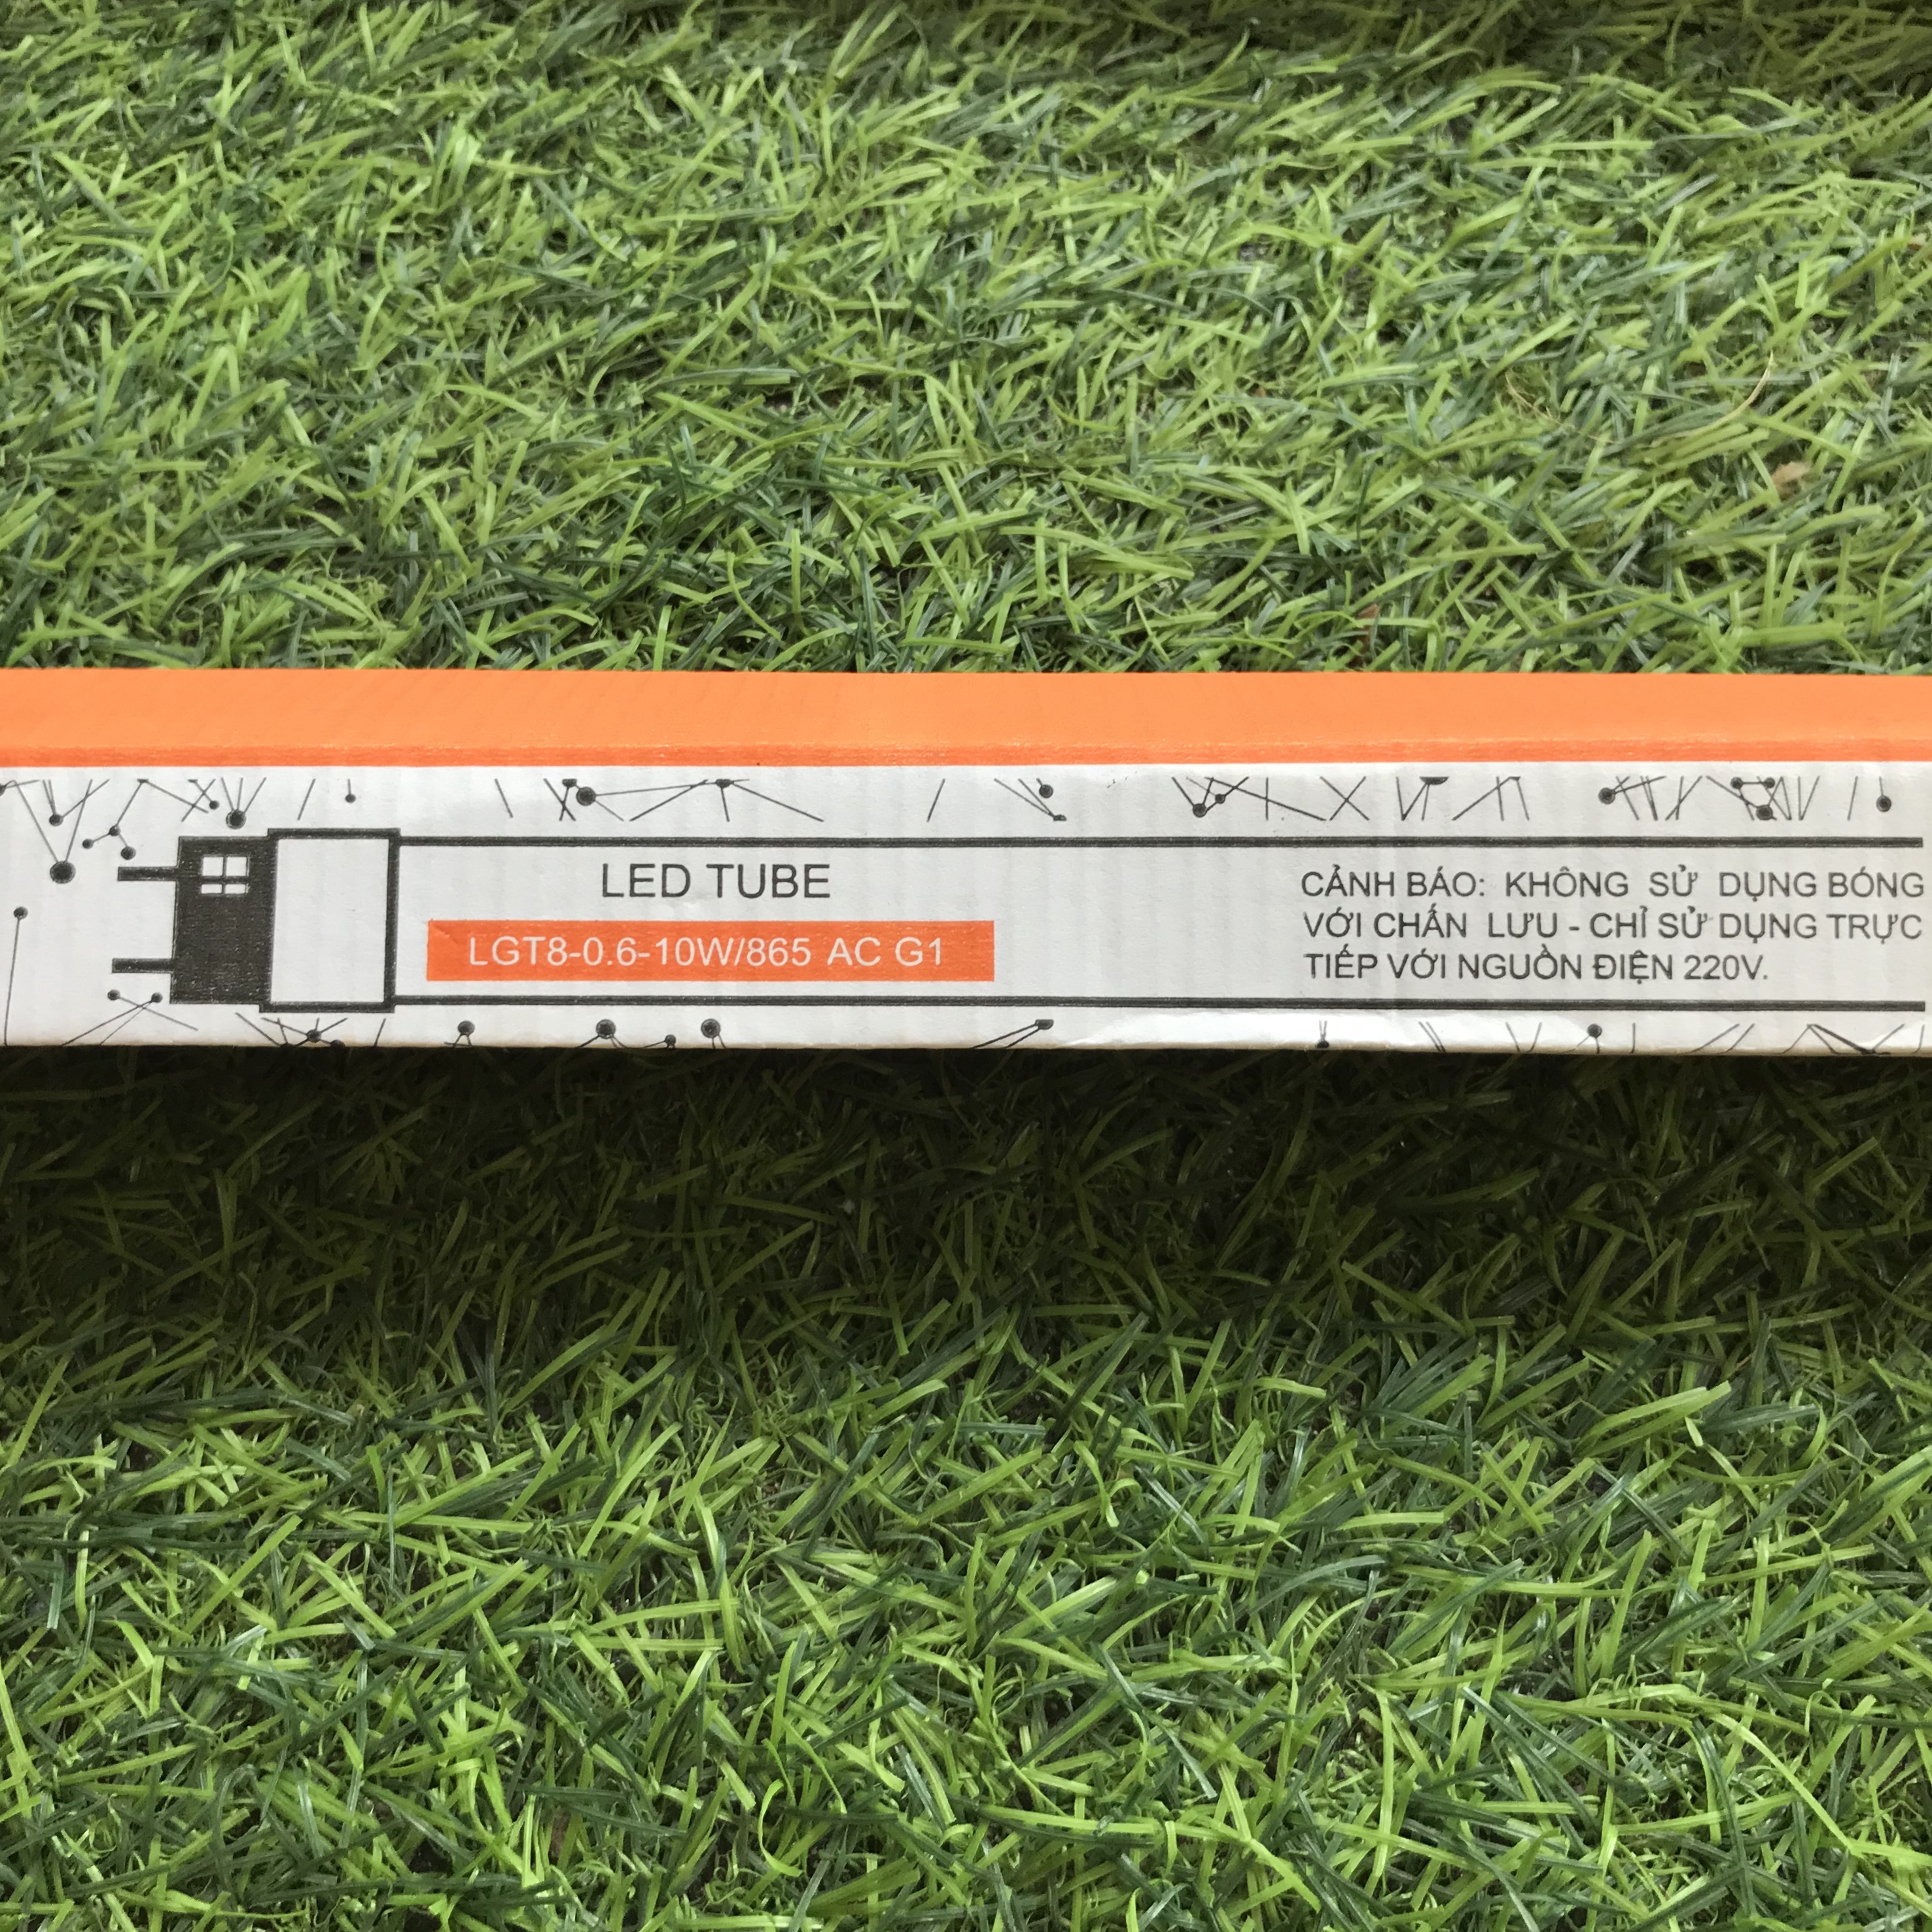 LED TUBE
LGT8-0.6-10W/865 AC G1
CẢNH BÁO: KHÔNG SỬ DỤNG BÓNG
VỚI CHẤN LƯU - CHỈ SỬ DỤNG TRỰC
TIẾP VỚI NGUỒN ĐIỆN 220V.